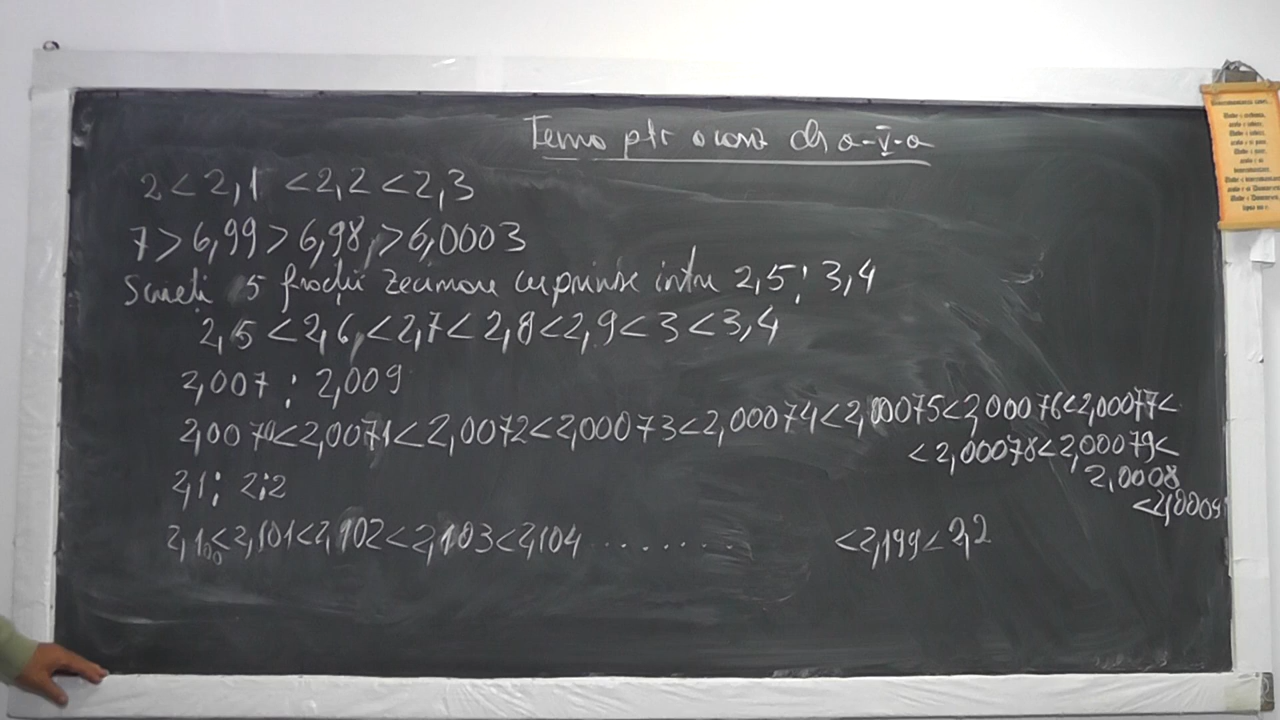 Tema ptr acasă cls a-V-a
2 < 2,1 < 2,2 < 2,3
7 > 6,99 > 6,98 > 6,0003
Scrieti 5 fracții zecimale cuprinse intre 2,5 ; 3,4
2,5 < 2,6 < 2,7 < 2,8 < 2,9 < 3 < 3,4
2,007 ; 2,009
2,0070 < 2,0071 < 2,0072 < 2,00073 < 2,00074 < 2,00075 < 2,00076 < 2,00077 <
< 2,00078 < 2,00079 <
2,0008
< 2,0009
2,1 ; 2,2
2,100 < 2,101 < 2,102 < 2,103 < 2,104 ........ < 2,199 < 2,2